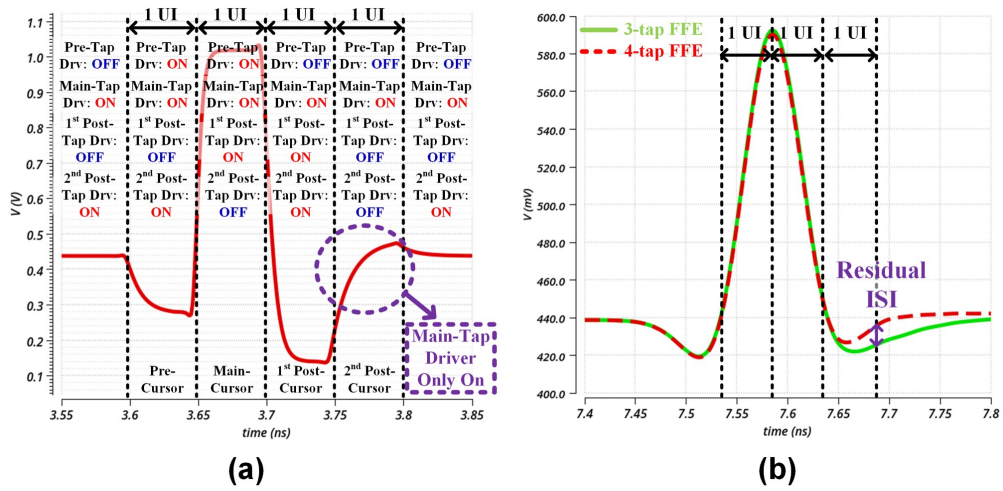 1 UI 1 UI 1 UI 1 UI
1.1
1.0
0.9
0.8
0.7
0.6
0.5
0.4
0.3
0.2
0.1
V (V)
Pre-Tap Pre-Tap Pre-Tap Pre-Tap Pre-Tap Pre-Tap
Drv: OFF Drv: ON Drv: ON Drv: OFF Drv: OFF Drv: OFF
Main-Tap Main-Tap Main-Tap Main-Tap Main-Tap Main-Tap
Drv: ON Drv: ON Drv: ON Drv: ON Drv: ON Drv: ON
1st Post- 1st Post- 1st Post- 1st Post- 1st Post- 1st Post-
Tap Drv: Tap Drv: Tap Drv: Tap Drv: Tap Drv: Tap Drv:
OFF OFF ON ON OFF OFF
2nd Post- 2nd Post- 2nd Post- 2nd Post- 2nd Post- 2nd Post-
Tap Drv: Tap Drv: Tap Drv: Tap Drv: Tap Drv: Tap Drv:
ON ON OFF ON OFF ON
Main-Tap
Driver
Only On
Pre- Main- 1st Post- 2nd Post-
Cursor Cursor Cursor Cursor
3.55 3.6 3.65 3.7 3.75 3.8 3.85
time (ns)
(a)
600.0
580.0
560.0
540.0
520.0
500.0
480.0
460.0
440.0
420.0
400.0
V (mV)
3-tap FFE
4-tap FFE
1 UI 1 UI 1 UI
Residual
ISI
7.4 7.5 7.55 7.6 7.65 7.7 7.8
time (ns)
(b)